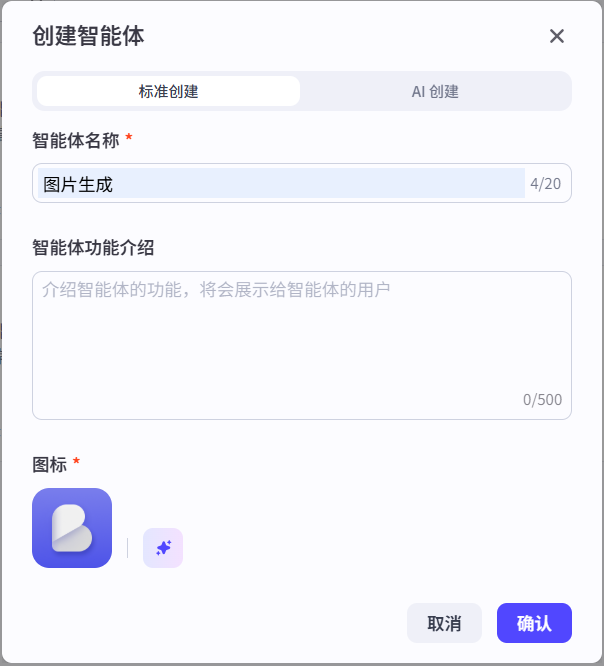 创建智能体
标准创建
AI 创建
智能体名称 *
图片生成
4/20
智能体功能介绍
介绍智能体的功能，将会展示给智能体的用户
0/500
图标 *
取消
确认